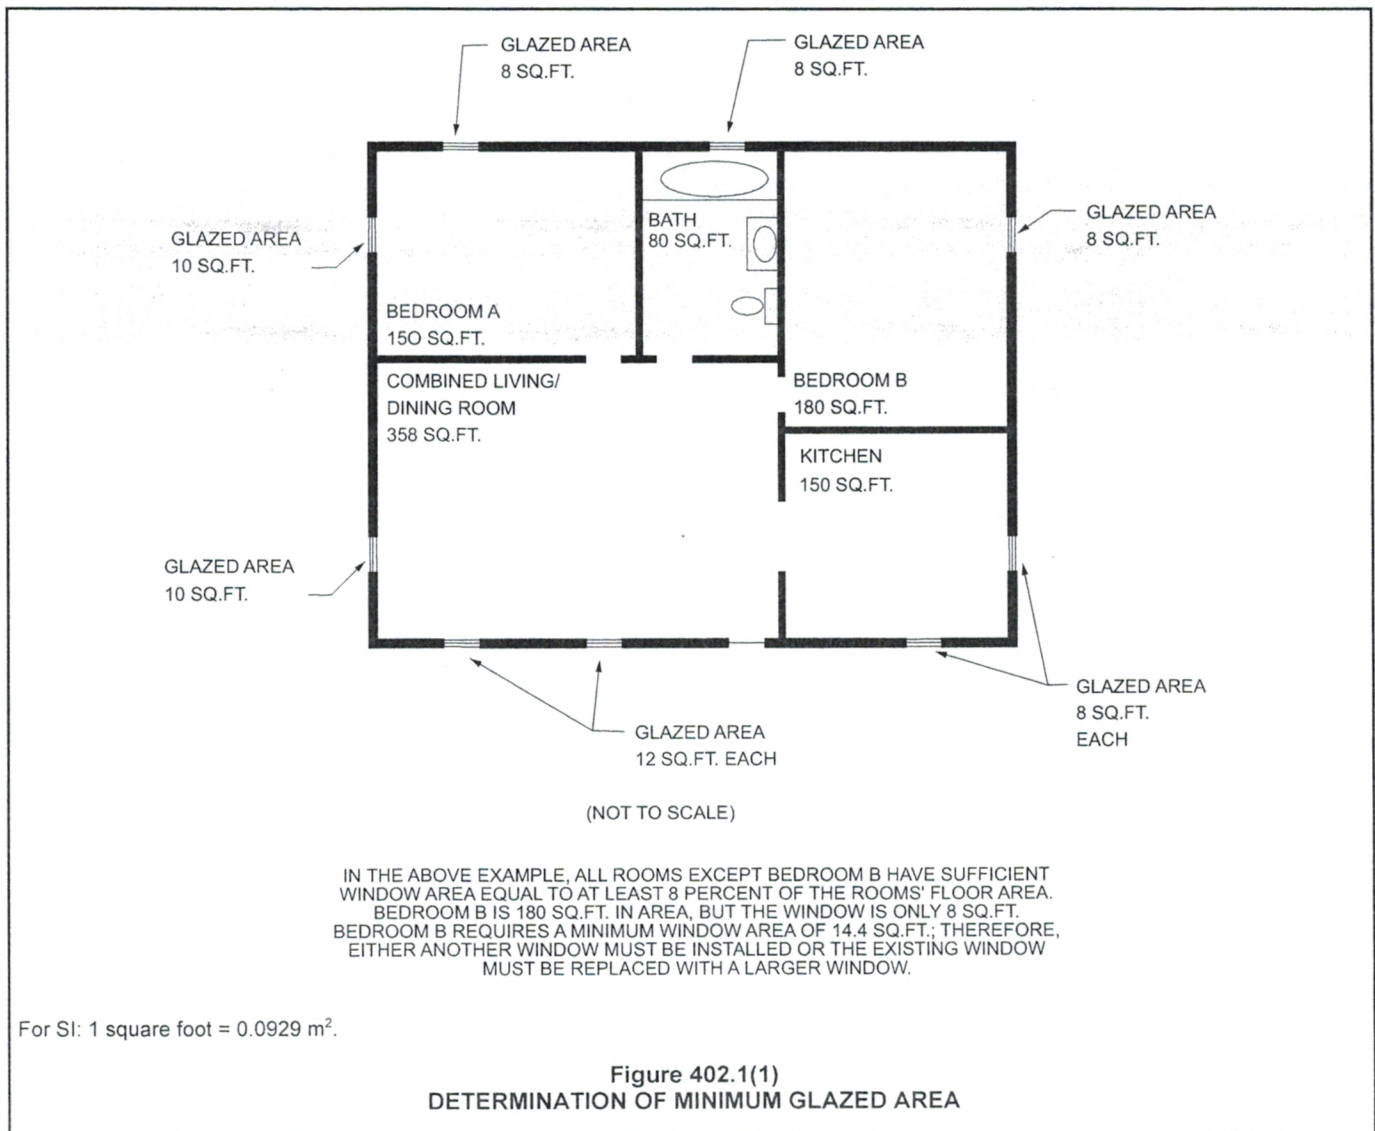 GLAZED AREA
8 SQ.FT.
GLAZED AREA
8 SQ.FT.
GLAZED AREA
10 SQ.FT.
BATH
80 SQ.FT.
GLAZED AREA
8 SQ.FT.
BEDROOM A
15O SQ.FT.
COMBINED LIVING/
DINING ROOM
358 SQ.FT.
BEDROOM B
180 SQ.FT.
KITCHEN
150 SQ.FT.
GLAZED AREA
10 SQ.FT.
GLAZED AREA
8 SQ.FT.
EACH
GLAZED AREA
12 SQ.FT. EACH
(NOT TO SCALE)
IN THE ABOVE EXAMPLE, ALL ROOMS EXCEPT BEDROOM B HAVE SUFFICIENT
WINDOW AREA EQUAL TO AT LEAST 8 PERCENT OF THE ROOMS' FLOOR AREA.
BEDROOM B IS 180 SQ.FT. IN AREA, BUT THE WINDOW IS ONLY 8 SQ.FT.
BEDROOM B REQUIRES A MINIMUM WINDOW AREA OF 14.4 SQ.FT.; THEREFORE,
EITHER ANOTHER WINDOW MUST BE INSTALLED OR THE EXISTING WINDOW
MUST BE REPLACED WITH A LARGER WINDOW.
For SI: 1 square foot = 0.0929 m².
Figure 402.1(1)
DETERMINATION OF MINIMUM GLAZED AREA